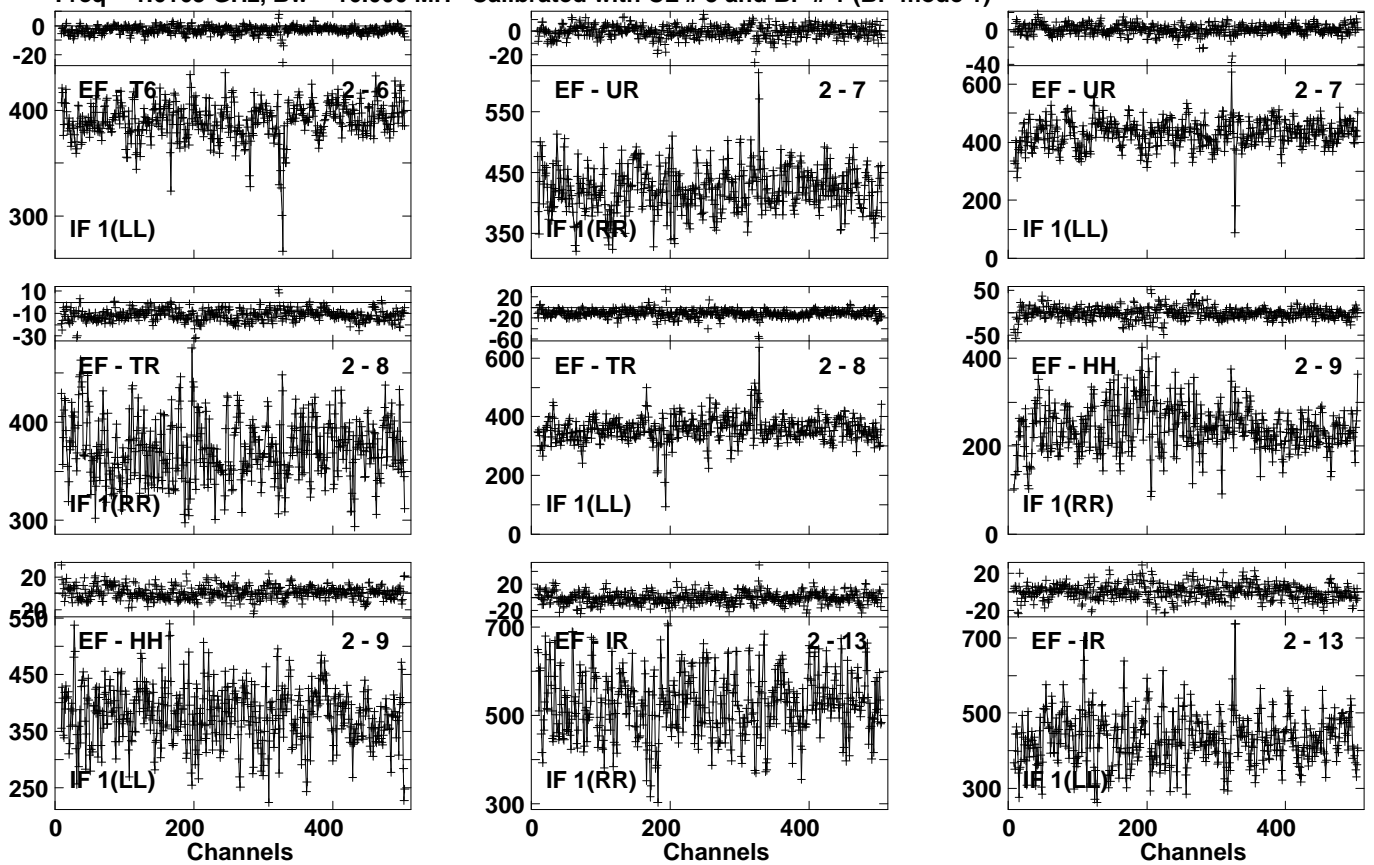 0
-20
EF - T6 2 - 6
400
300
IF 1(LL)
0
-20
EF - UR 2 - 7
550
450
350
IF 1(RR)
0
-40
EF - UR 2 - 7
600
400
200
0
IF 1(LL)
10
-10
-30
EF - TR 2 - 8
400
300
IF 1(RR)
20
-20
-60
EF - TR 2 - 8
600
400
200
0
IF 1(LL)
50
-50
EF - HH 2 - 9
400
200
0
IF 1(RR)
20
-20
EF - HH 2 - 9
550
450
350
250
IF 1(LL)
0 200 400
Channels
20
-20
EF - IR 2 - 13
700
500
300
IF 1(RR)
0 200 400
Channels
20
-20
EF - IR 2 - 13
700
500
300
IF 1(LL)
0 200 400
Channels